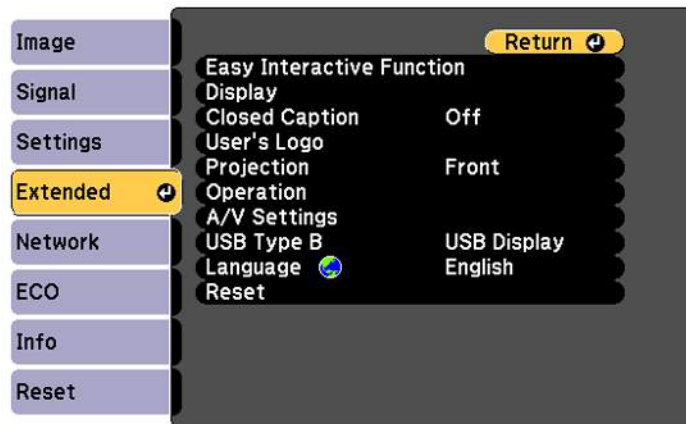 Image
Signal
Settings
Extended
Network
ECO
Info
Reset
Return
Easy Interactive Function
Display
Closed Caption Off
User's Logo
Projection Front
Operation
A/V Settings
USB Type B USB Display
Language English
Reset